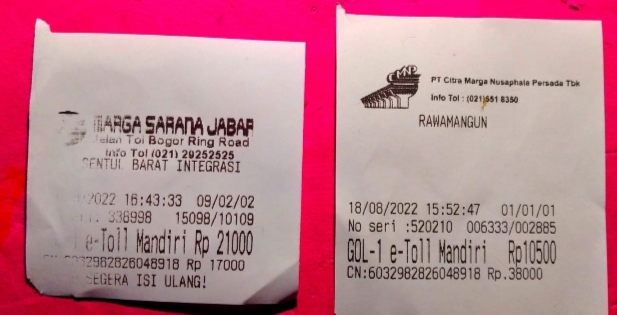 MARGA SARANA JABAR
Jalan Tol Bogor Ring Road
Info Tol (021) 29252525
SENTUL BARAT INTEGRASI
2022 16:43:33 09/02/02
336998 15098/10109
e-Toll Mandiri Rp 21000
CN:6032982826048918 Rp 17000
SEGERA ISI ULANG!
CMNP
PT Citra Marga Nusaphala Persada Tbk
Info Tol : (021)651 8350
RAWAMANGUN
18/08/2022 15:52:47 01/01/01
No seri :520210 006333/002885
GOL-1 e-Toll Mandiri Rp10500
CN:6032982826048918 Rp.38000